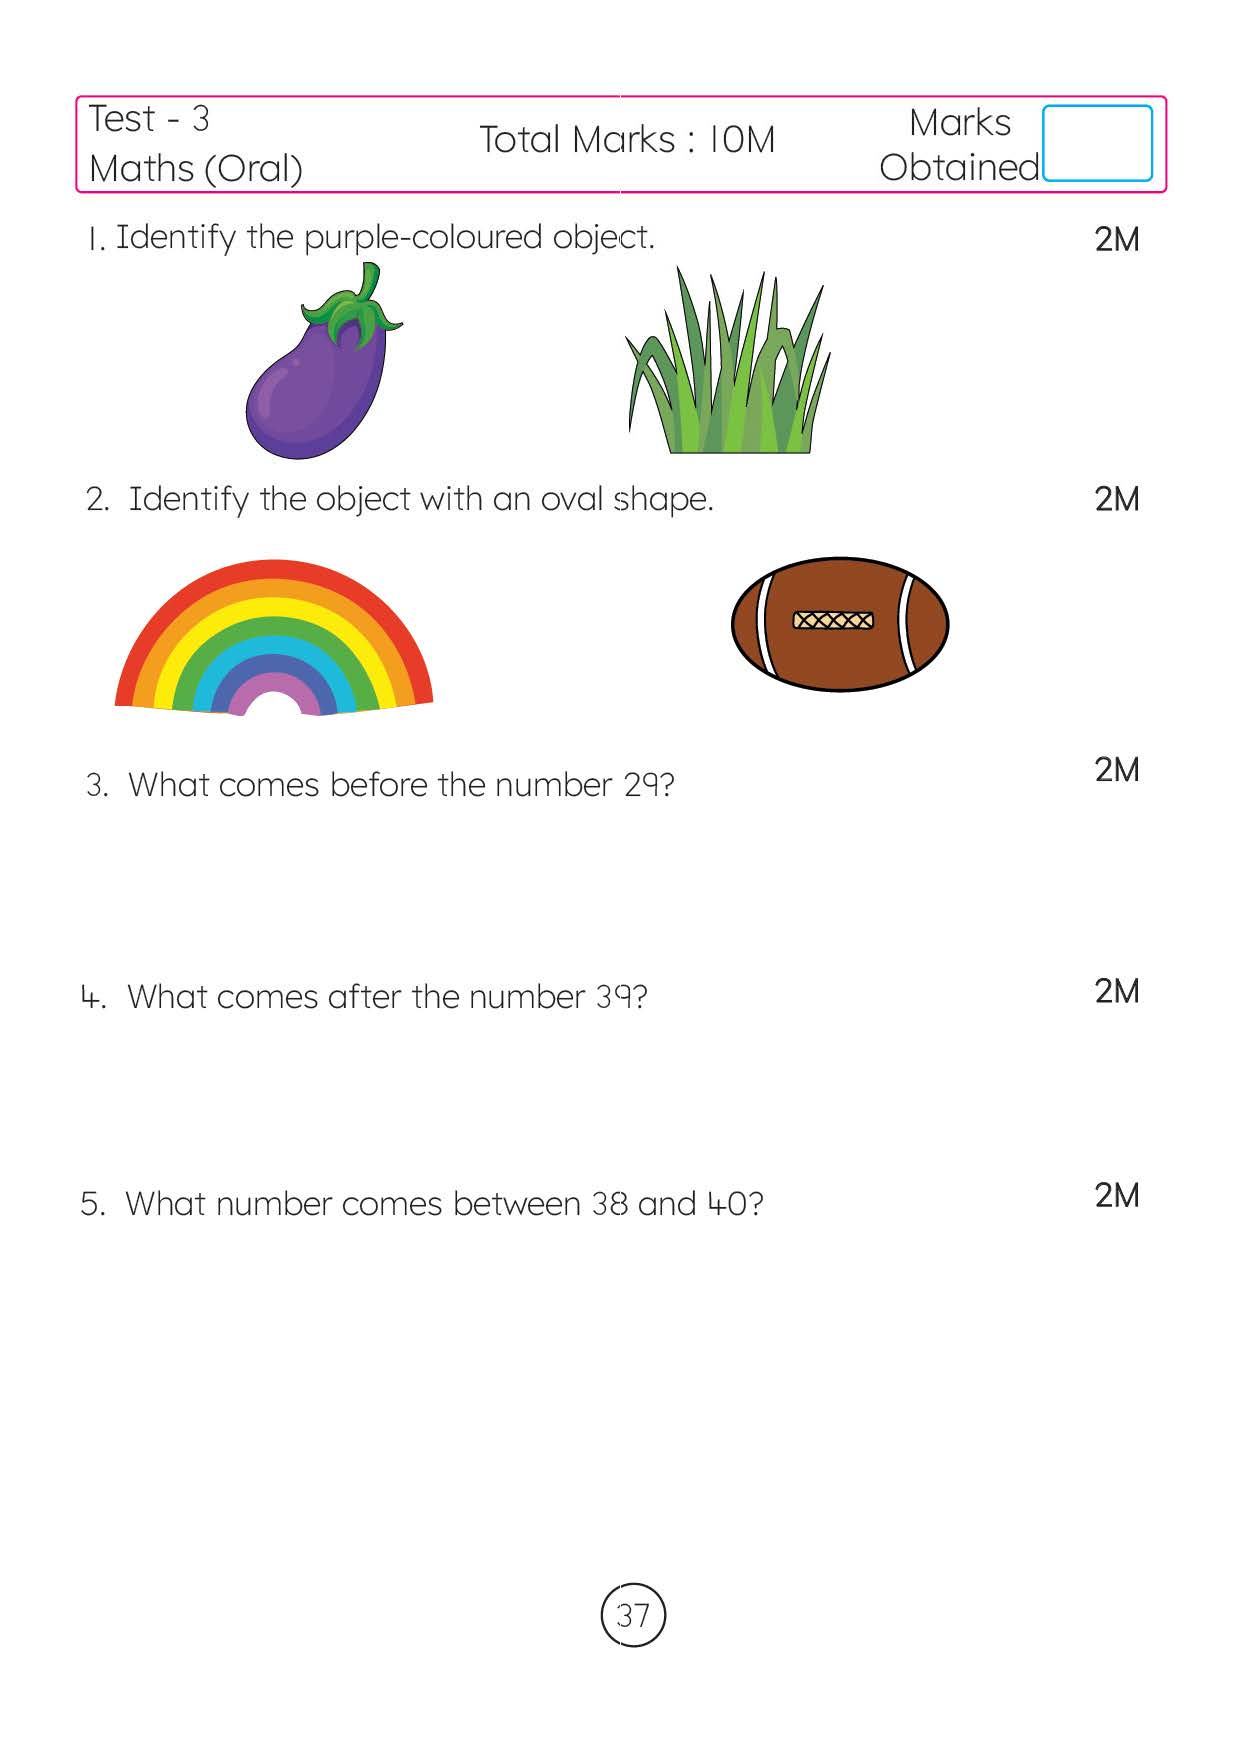 Test - 3
Maths (Oral)
Total Marks : 10M
Marks
Obtained
1. Identify the purple-coloured object. 2M
2. Identify the object with an oval shape. 2M
3. What comes before the number 29? 2M
4. What comes after the number 39? 2M
5. What number comes between 38 and 40? 2M
37